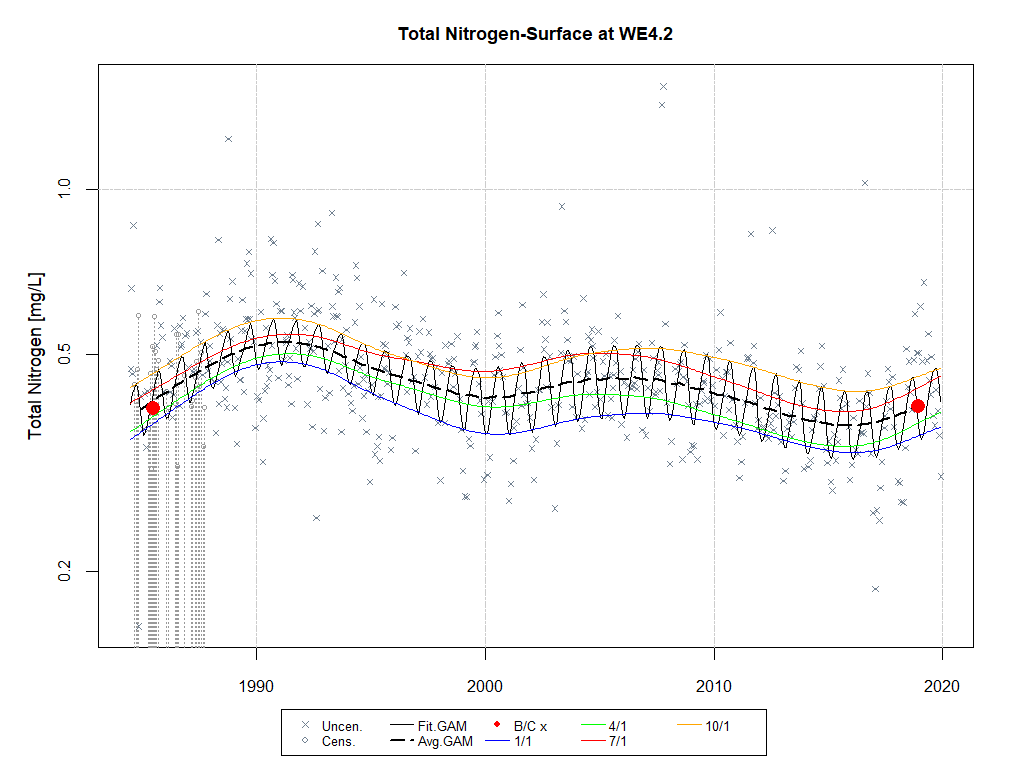 Total Nitrogen-Surface at WE4.2
Total Nitrogen [mg/L]
1.0
0.5
0.2
1990 2000 2010 2020
Uncen. Fit.GAM B/C x 4/1 10/1
Cens. Avg.GAM 1/1 7/1